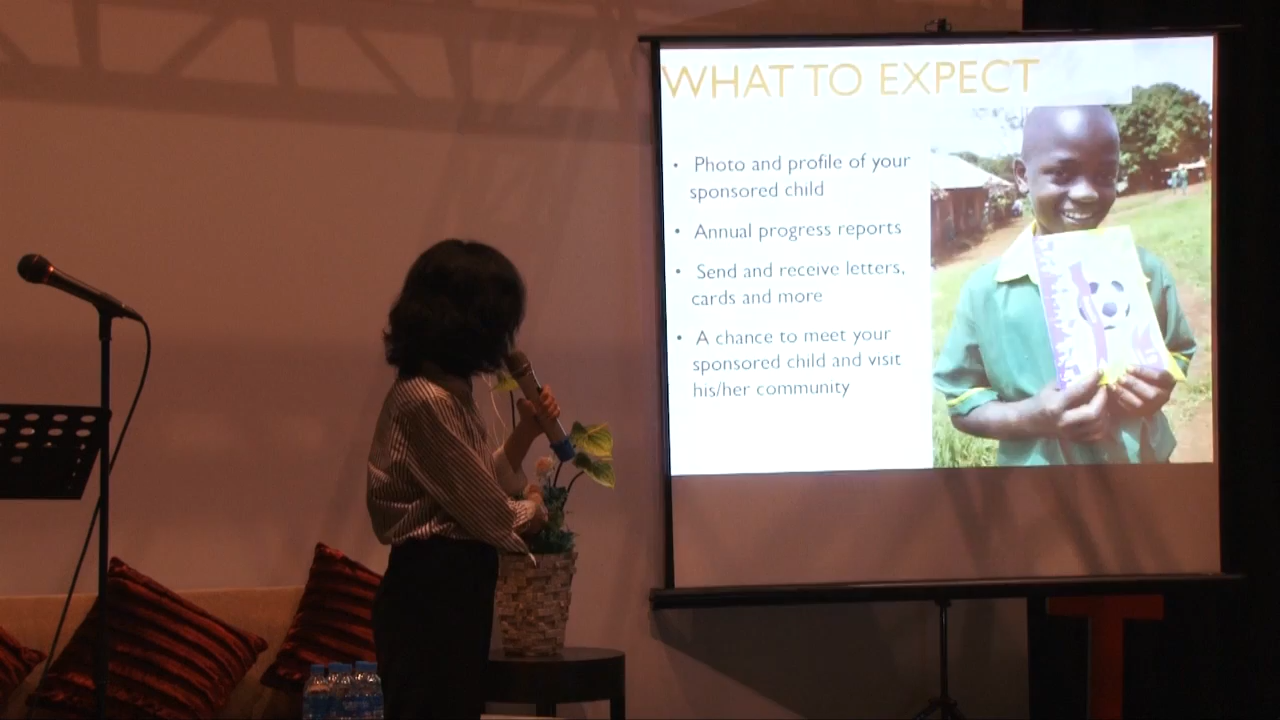 WHAT TO EXPECT
• Photo and profile of your
sponsored child
• Annual progress reports
• Send and receive letters,
cards and more
• A chance to meet your
sponsored child and visit
his/her community
T